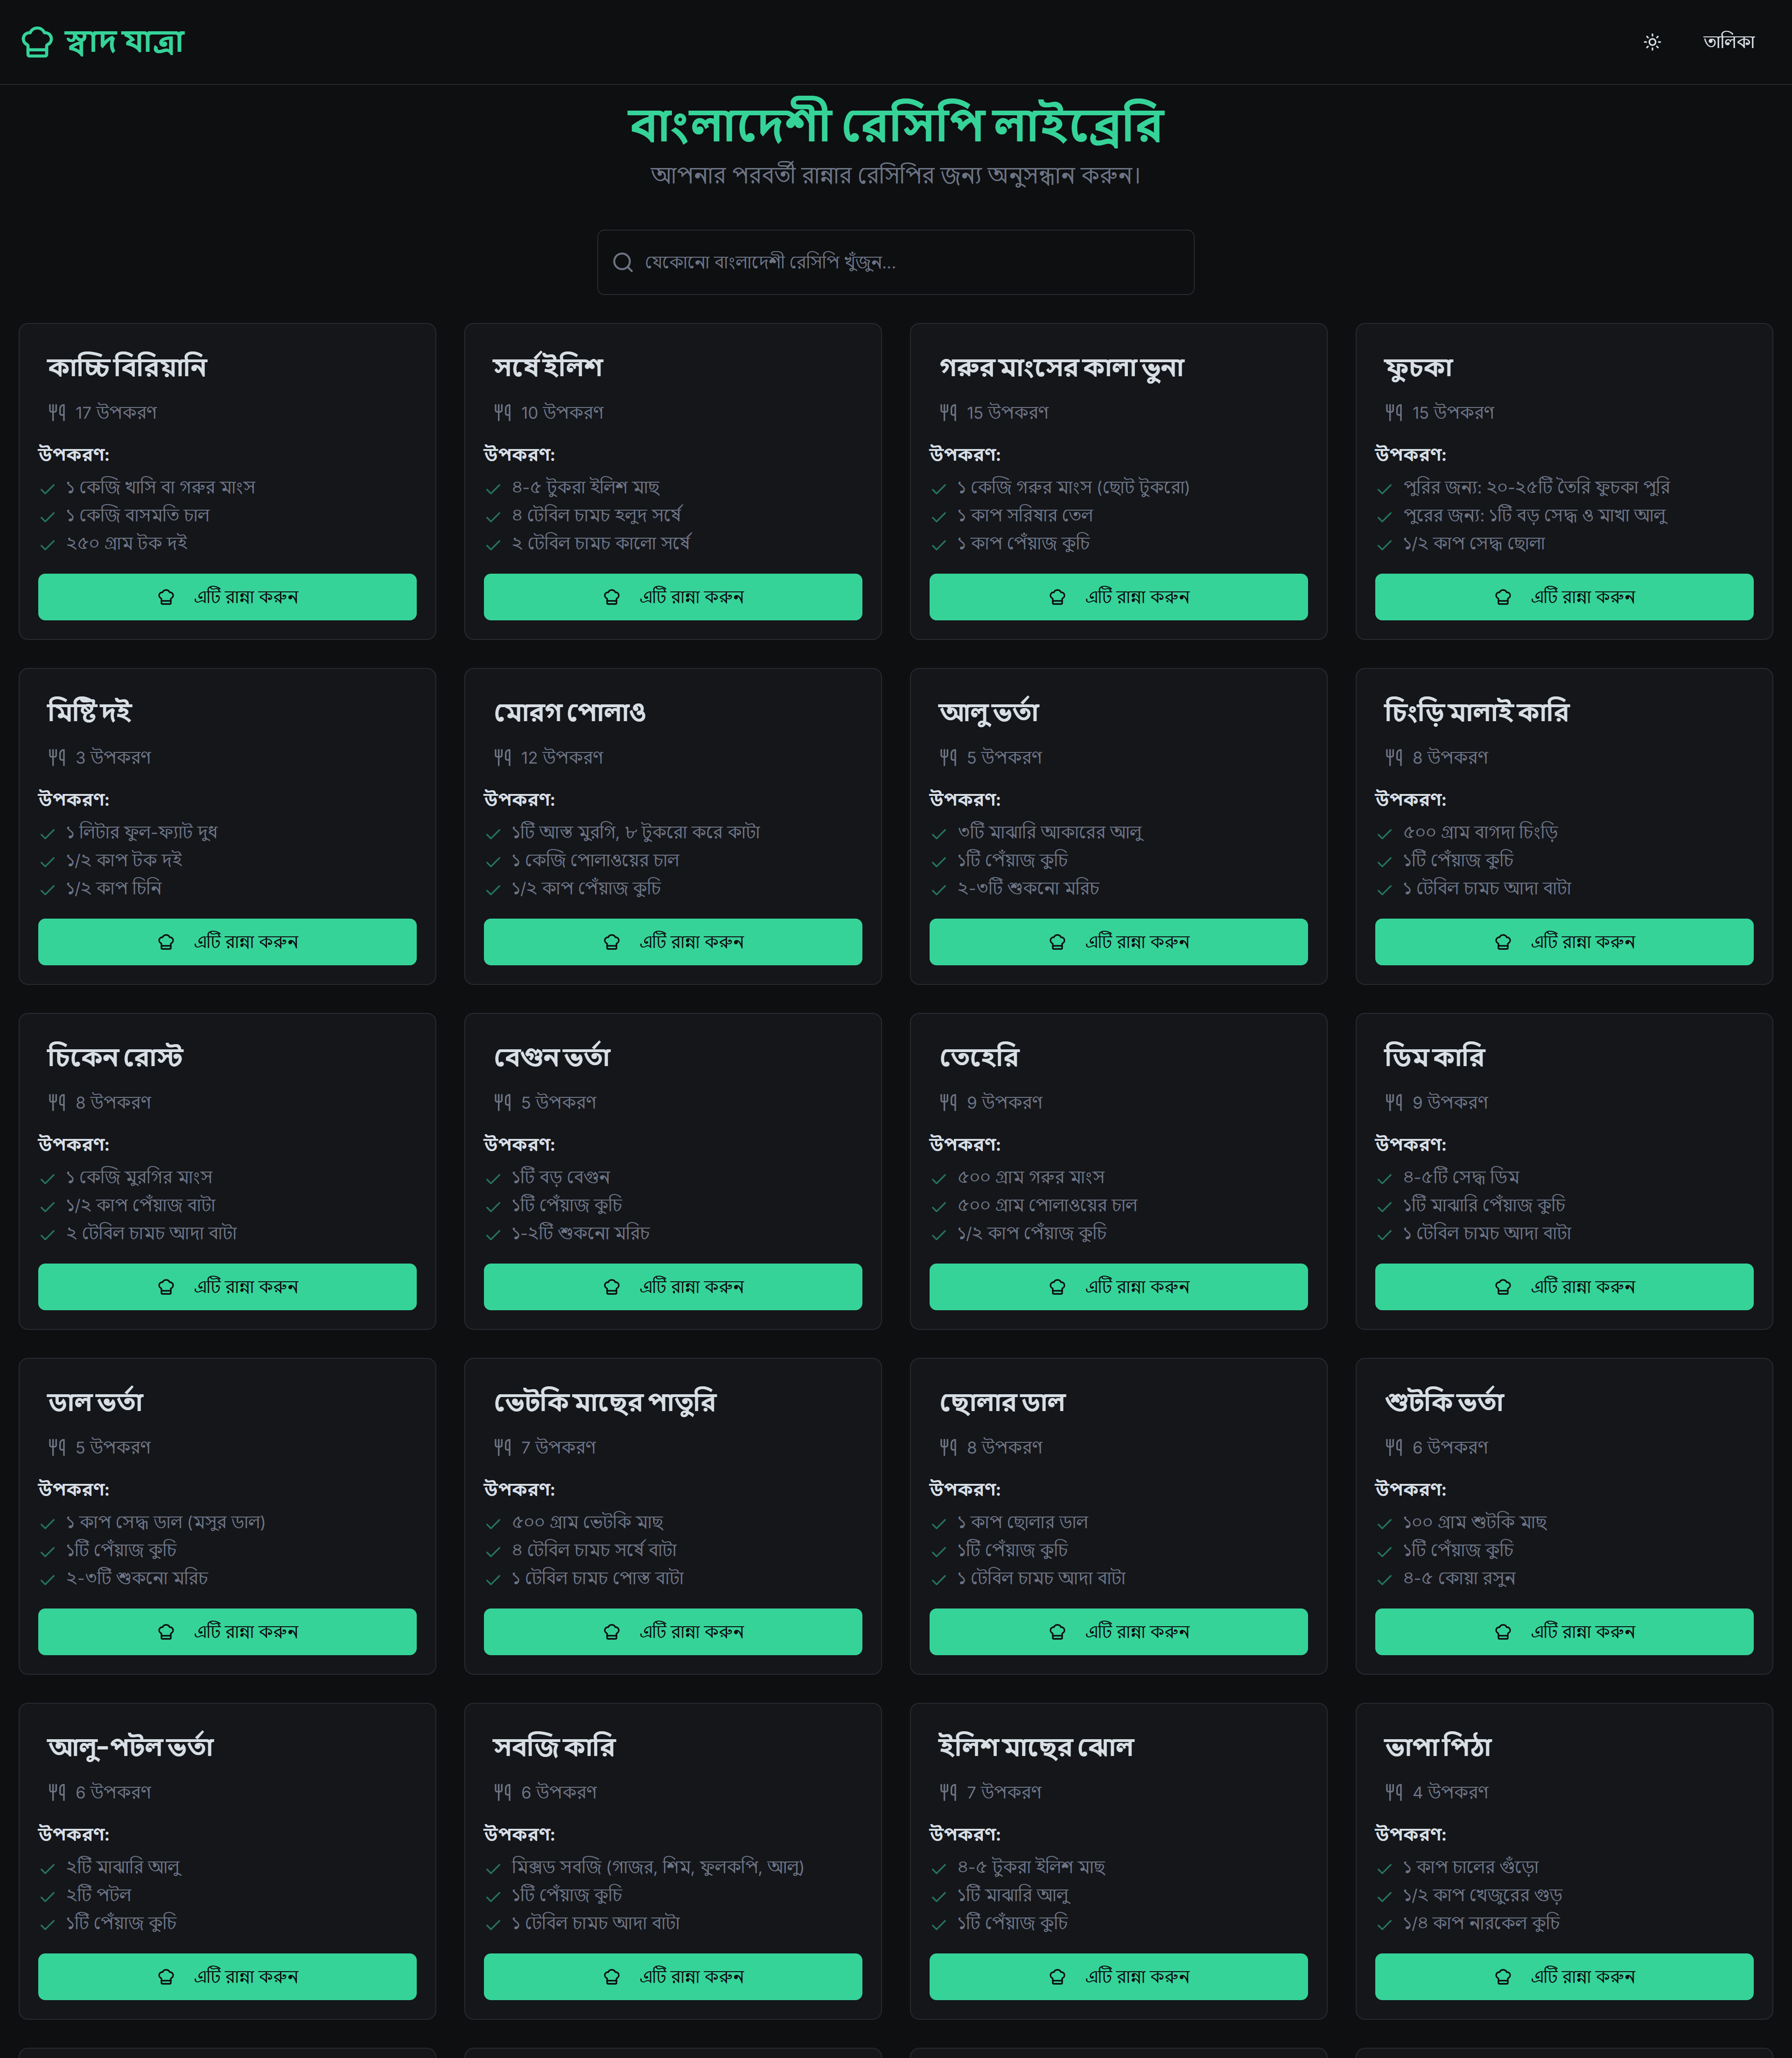 স্বাদ যাত্রা
তালিকা
বাংলাদেশী রেসিপি লাইব্রেরি
আপনার পরবর্তী রান্নার রেসিপির জন্য অনুসন্ধান করুন।
যেকোনো বাংলাদেশী রেসিপি খুঁজুন...
কাচ্চি বিরিয়ানি
17 উপকরণ
উপকরণ:
১ কেজি খাসি বা গরুর মাংস
১ কেজি বাসমতি চাল
২৫০ গ্রাম টক দই
এটি রান্না করুন
সর্ষে ইলিশ
10 উপকরণ
উপকরণ:
৪-৫ টুকরা ইলিশ মাছ
৪ টেবিল চামচ হলুদ সর্ষে
২ টেবিল চামচ কালো সর্ষে
এটি রান্না করুন
গরুর মাংসের কালা ভুনা
15 উপকরণ
উপকরণ:
১ কেজি গরুর মাংস (ছোট টুকরো)
১ কাপ সরিষার তেল
১ কাপ পেঁয়াজ কুচি
এটি রান্না করুন
ফুচকা
15 উপকরণ
উপকরণ:
পুরির জন্য: ২০-২৫টি তৈরি ফুচকা পুরি
পুরের জন্য: ১টি বড় সেদ্ধ ও মাখা আলু
১/২ কাপ সেদ্ধ ছোলা
এটি রান্না করুন
মিষ্টি দই
3 উপকরণ
উপকরণ:
১ লিটার ফুল-ফ্যাট দুধ
১/২ কাপ টক দই
১/২ কাপ চিনি
এটি রান্না করুন
মোরগ পোলাও
12 উপকরণ
উপকরণ:
১টি আস্ত মুরগি, ৮ টুকরো করে কাটা
১ কেজি পোলাওয়ের চাল
১/২ কাপ পেঁয়াজ কুচি
এটি রান্না করুন
আলু ভর্তা
5 উপকরণ
উপকরণ:
৩টি মাঝারি আকারের আলু
১টি পেঁয়াজ কুচি
২-৩টি শুকনো মরিচ
এটি রান্না করুন
চিংড়ি মালাই কারি
8 উপকরণ
উপকরণ:
৫০০ গ্রাম বাগদা চিংড়ি
১টি পেঁয়াজ কুচি
১ টেবিল চামচ আদা বাটা
এটি রান্না করুন
চিকেন রোস্ট
8 উপকরণ
উপকরণ:
১ কেজি মুরগির মাংস
১/২ কাপ পেঁয়াজ বাটা
২ টেবিল চামচ আদা বাটা
এটি রান্না করুন
বেগুন ভর্তা
5 উপকরণ
উপকরণ:
১টি বড় বেগুন
১টি পেঁয়াজ কুচি
১-২টি শুকনো মরিচ
এটি রান্না করুন
তেহেরি
9 উপকরণ
উপকরণ:
৫০০ গ্রাম গরুর মাংস
৫০০ গ্রাম পোলাওয়ের চাল
১/২ কাপ পেঁয়াজ কুচি
এটি রান্না করুন
ডিম কারি
9 উপকরণ
উপকরণ:
৪-৫টি সেদ্ধ ডিম
১টি মাঝারি পেঁয়াজ কুচি
১ টেবিল চামচ আদা বাটা
এটি রান্না করুন
ডাল ভর্তা
5 উপকরণ
উপকরণ:
১ কাপ সেদ্ধ ডাল (মসুর ডাল)
১টি পেঁয়াজ কুচি
২-৩টি শুকনো মরিচ
এটি রান্না করুন
ভেটকি মাছের পাতুরি
7 উপকরণ
উপকরণ:
৫০০ গ্রাম ভেটকি মাছ
৪ টেবিল চামচ সর্ষে বাটা
১ টেবিল চামচ পোস্ত বাটা
এটি রান্না করুন
ছোলার ডাল
8 উপকরণ
উপকরণ:
১ কাপ ছোলার ডাল
১টি পেঁয়াজ কুচি
১ টেবিল চামচ আদা বাটা
এটি রান্না করুন
শুটকি ভর্তা
6 উপকরণ
উপকরণ:
১০০ গ্রাম শুটকি মাছ
১টি পেঁয়াজ কুচি
৪-৫ কোয়া রসুন
এটি রান্না করুন
আলু-পটল ভর্তা
6 উপকরণ
উপকরণ:
২টি মাঝারি আলু
২টি পটল
১টি পেঁয়াজ কুচি
এটি রান্না করুন
সবজি কারি
6 উপকরণ
উপকরণ:
মিক্সড সবজি (গাজর, শিম, ফুলকপি, আলু)
১টি পেঁয়াজ কুচি
১ টেবিল চামচ আদা বাটা
এটি রান্না করুন
ইলিশ মাছের ঝোল
7 উপকরণ
উপকরণ:
৪-৫ টুকরা ইলিশ মাছ
১টি মাঝারি আলু
১টি পেঁয়াজ কুচি
এটি রান্না করুন
ভাপা পিঠা
4 উপকরণ
উপকরণ:
১ কাপ চালের গুঁড়ো
১/২ কাপ খেজুরের গুড়
১/৪ কাপ নারকেল কুচি
এটি রান্না করুন